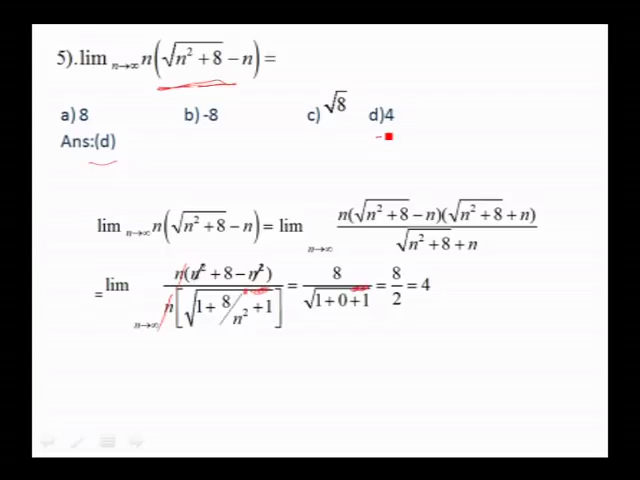 5). lim n→∞ n(√(n² + 8) − n) =
a) 8 b) -8 c) √8 d)4
Ans:(d)
lim n→∞ n(√(n² + 8) − n) = lim n→∞ n(√(n² + 8) − n)(√(n² + 8) + n) / √(n² + 8) + n
= lim n→∞ n(n² + 8 − n²) / n[√(1 + 8/n² + 1)] = 8 / √(1 + 0 + 1) = 8/2 = 4